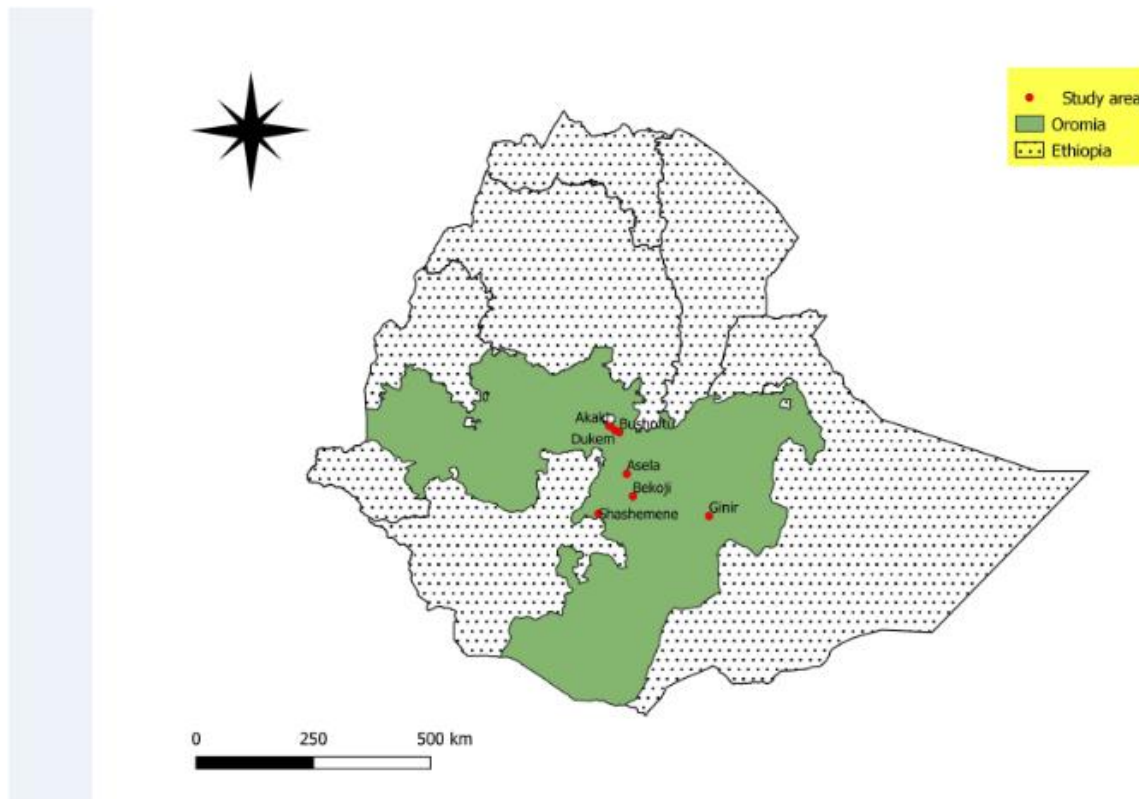 Study area
Oromia
Ethiopia
Akaki
Bushoftu
Dukem
Asela
Bekoji
Ginir
Shashemene
0 250 500 km